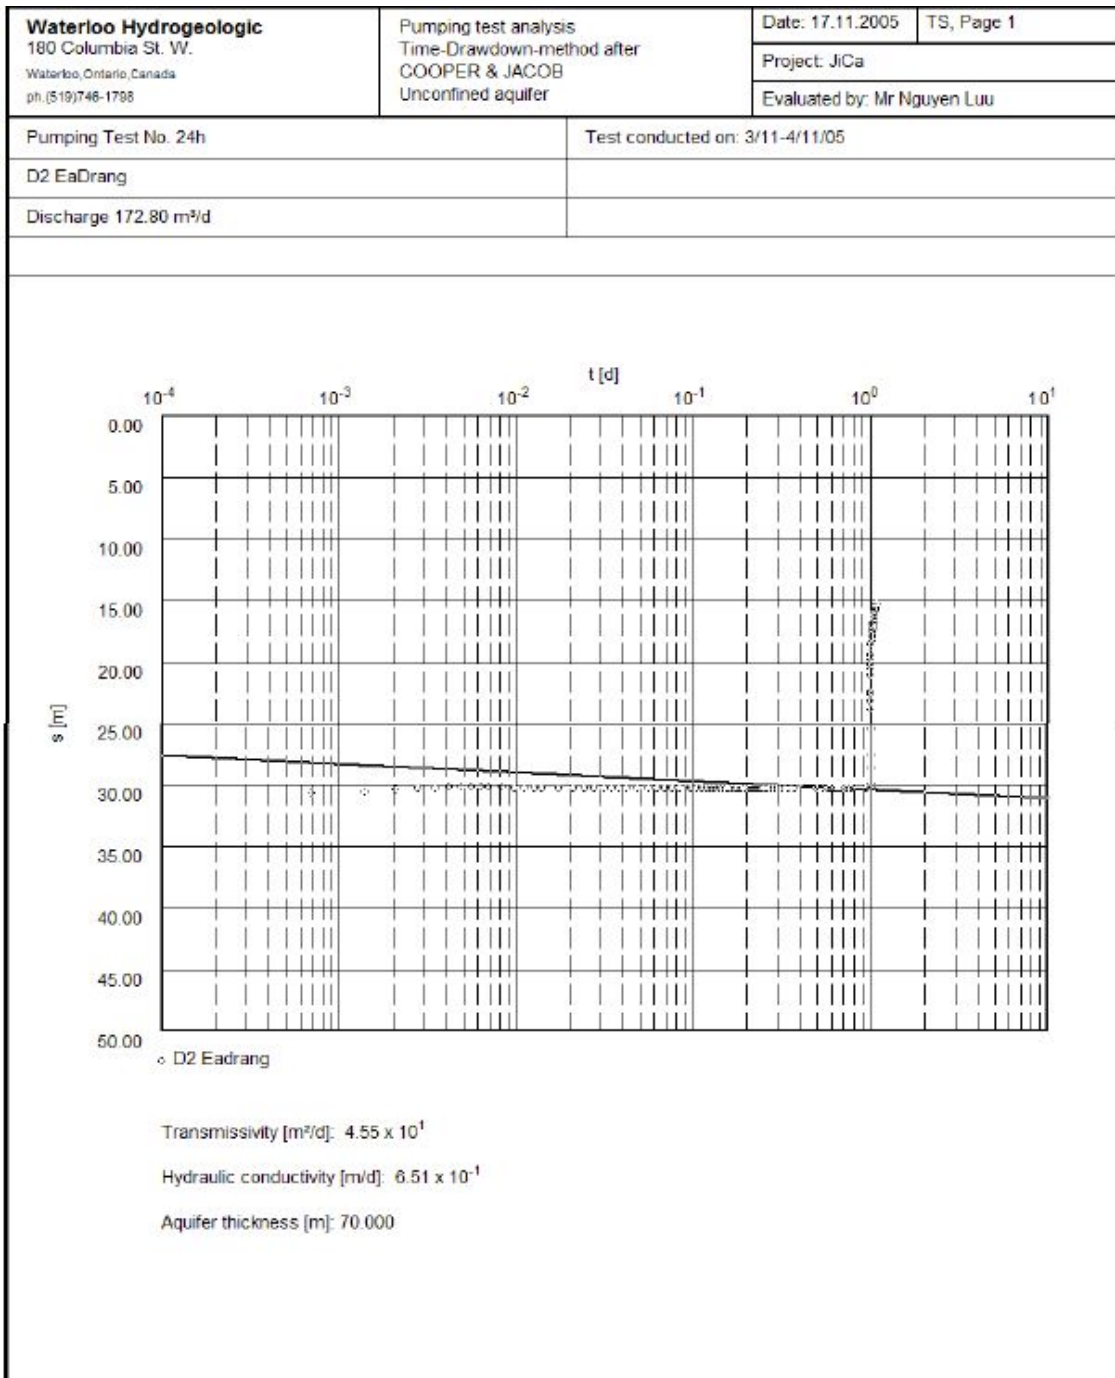 Waterloo Hydrogeologic
180 Columbia St. W.
Waterloo,Ontario,Canada
ph.(519)746-1798
Pumping test analysis
Time-Drawdown-method after
COOPER & JACOB
Unconfined aquifer
Date: 17.11.2005
TS, Page 1
Project: JiCa
Evaluated by: Mr Nguyen Luu
Pumping Test No. 24h
Test conducted on: 3/11-4/11/05
D2 EaDrang
Discharge 172.80 m³/d
t [d]
10⁻⁴ 10⁻³ 10⁻² 10⁻¹ 10⁰ 10¹
0.00
5.00
10.00
15.00
20.00
25.00
30.00
35.00
40.00
45.00
50.00
s [m]
D2 Eadrang
Transmissivity [m²/d]: 4.55 x 10¹
Hydraulic conductivity [m/d]: 6.51 x 10⁻¹
Aquifer thickness [m]: 70.000